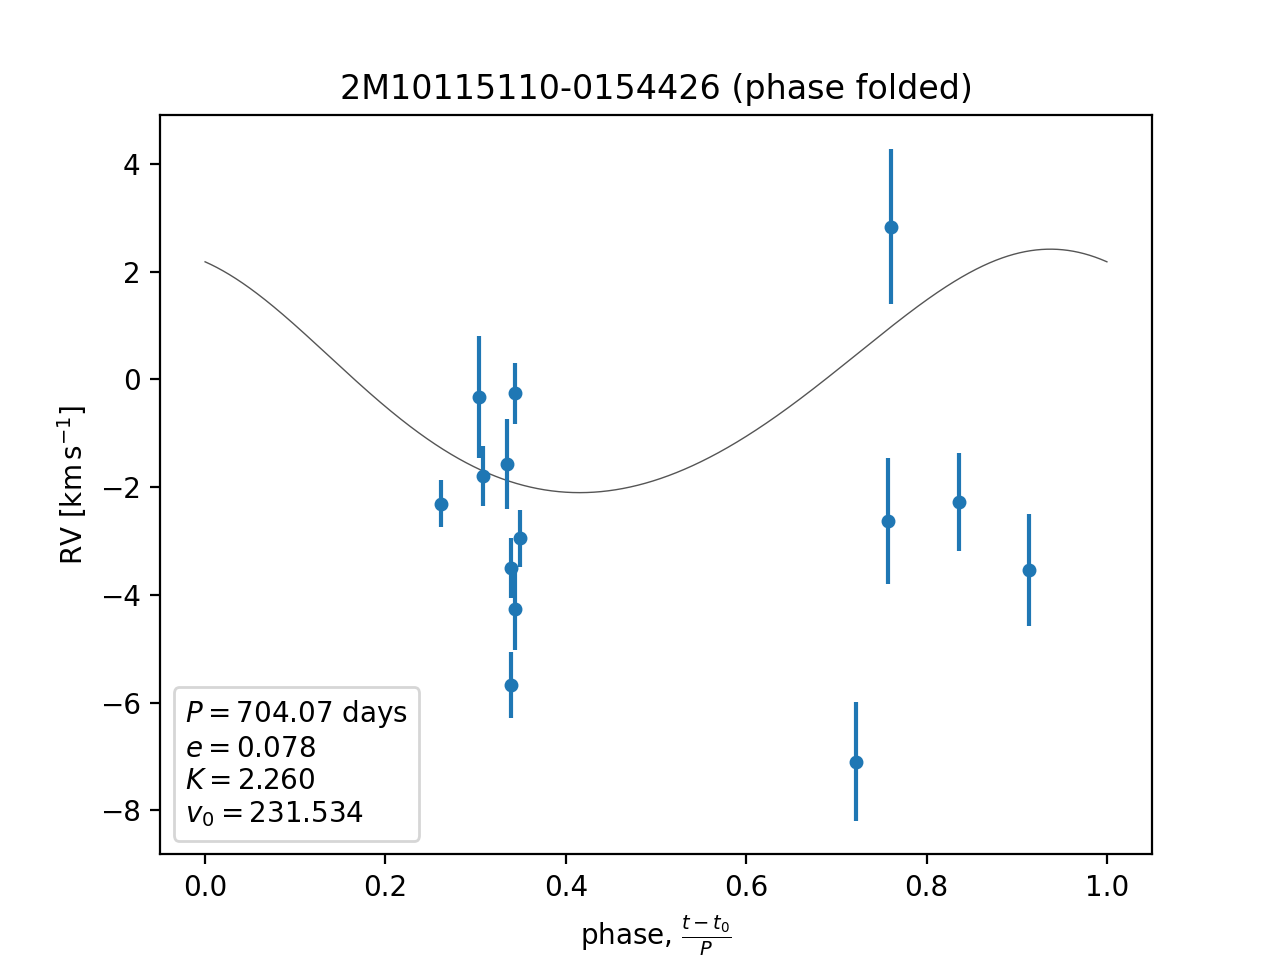 2M10115110-0154426 (phase folded)
4
2
0
−2
−4
−6
−8
RV [km s⁻¹]
P = 704.07 days
e = 0.078
K = 2.260
v₀ = 231.534
0.0 0.2 0.4 0.6 0.8 1.0
phase, (t − t₀)/P